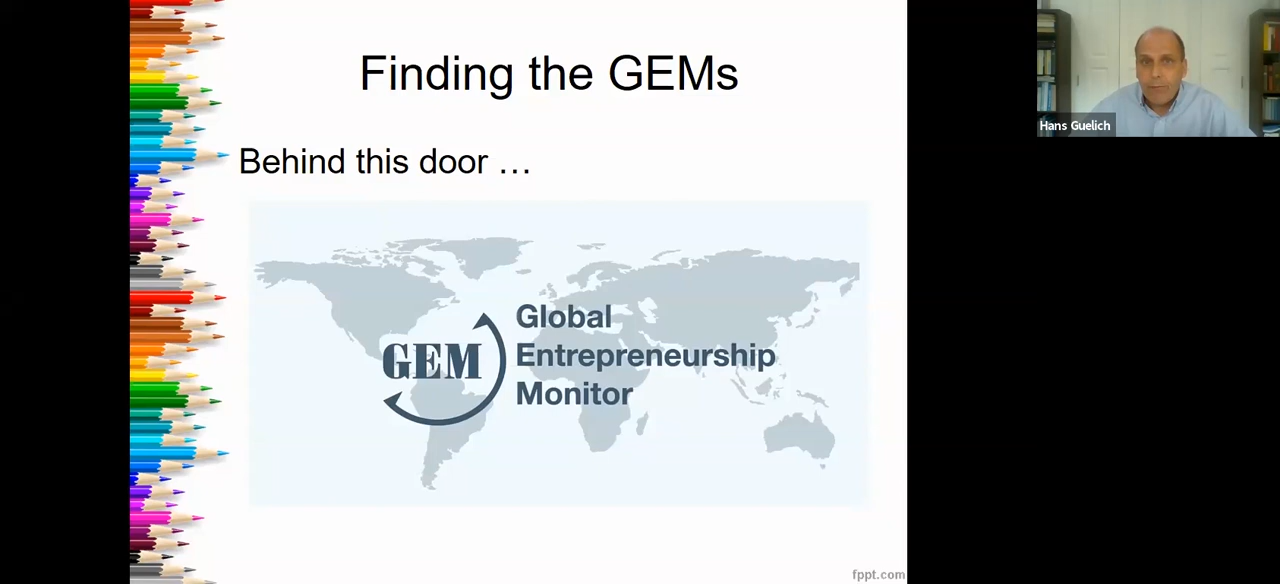 Finding the GEMs
Hans Guelich
Behind this door …
GEM
Global
Entrepreneurship
Monitor
fppt.com